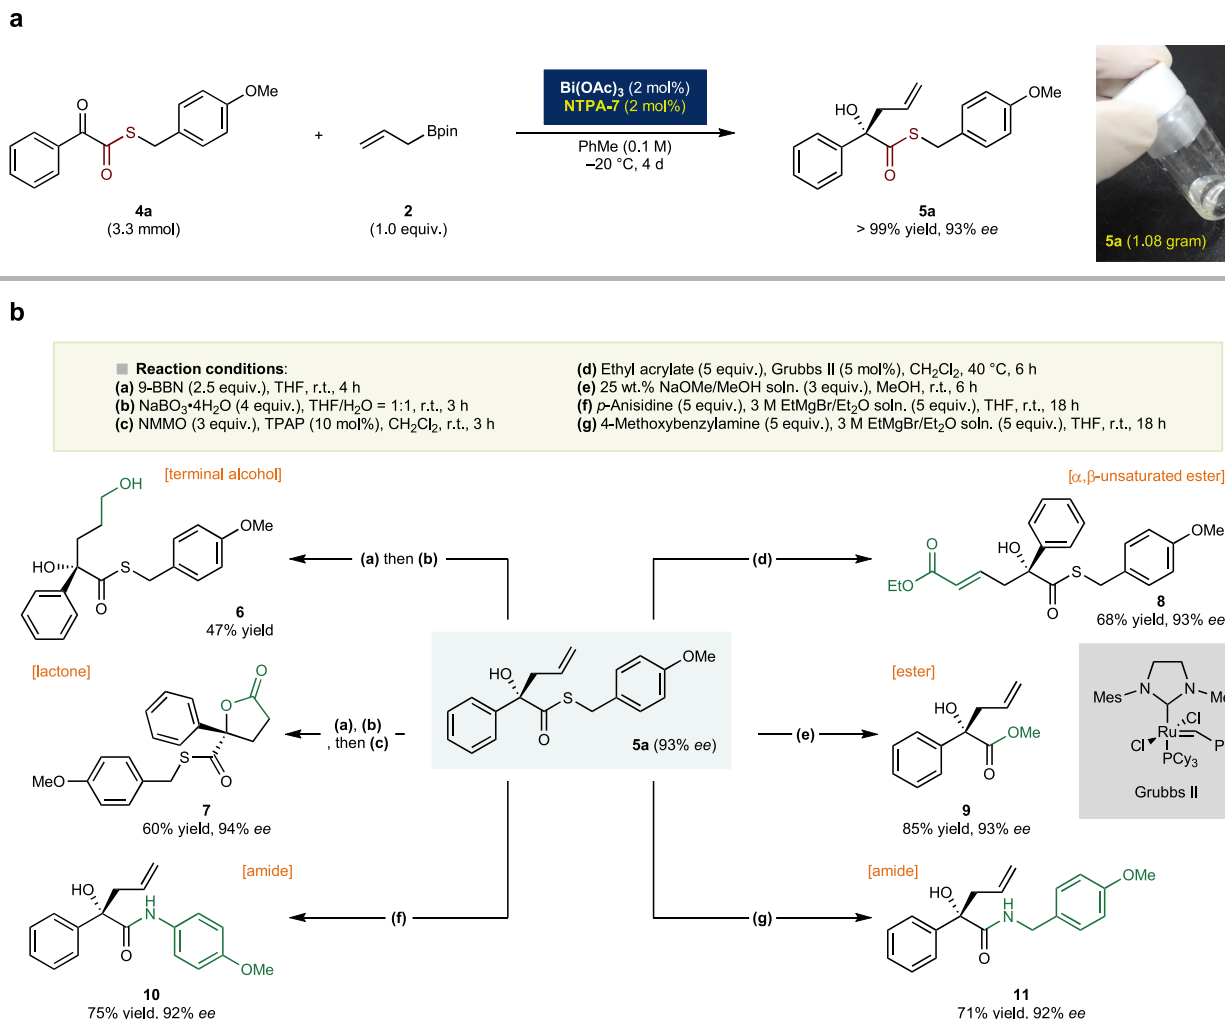 a
O
OMe
S
O
4a
(3.3 mmol)
+
Bpin
2
(1.0 equiv.)
Bi(OAc)3 (2 mol%)
NTPA-7 (2 mol%)
PhMe (0.1 M)
–20 °C, 4 d
HO
OMe
S
O
5a
> 99% yield, 93% ee
5a (1.08 gram)
b
Reaction conditions:
(a) 9-BBN (2.5 equiv.), THF, r.t., 4 h
(b) NaBO3•4H2O (4 equiv.), THF/H2O = 1:1, r.t., 3 h
(c) NMMO (3 equiv.), TPAP (10 mol%), CH2Cl2, r.t., 3 h
(d) Ethyl acrylate (5 equiv.), Grubbs II (5 mol%), CH2Cl2, 40 °C, 6 h
(e) 25 wt.% NaOMe/MeOH soln. (3 equiv.), MeOH, r.t., 6 h
(f) p-Anisidine (5 equiv.), 3 M EtMgBr/Et2O soln. (5 equiv.), THF, r.t., 18 h
(g) 4-Methoxybenzylamine (5 equiv.), 3 M EtMgBr/Et2O soln. (5 equiv.), THF, r.t., 18 h
[terminal alcohol]
OH
OMe
HO
S
O
6
47% yield
(a) then (b)
(d)
[α,β-unsaturated ester]
O
EtO
HO
OMe
S
O
8
68% yield, 93% ee
[lactone]
O
O
S
O
MeO
7
60% yield, 94% ee
(a), (b)
, then (c)
HO
OMe
S
O
5a (93% ee)
(e)
[ester]
HO
OMe
O
9
85% yield, 93% ee
Mes
N
N
Cl
Ru
Cl
PCy3
Grubbs II
[amide]
HO
H
N
O
OMe
10
75% yield, 92% ee
(f)
(g)
[amide]
HO
H
N
O
OMe
11
71% yield, 92% ee